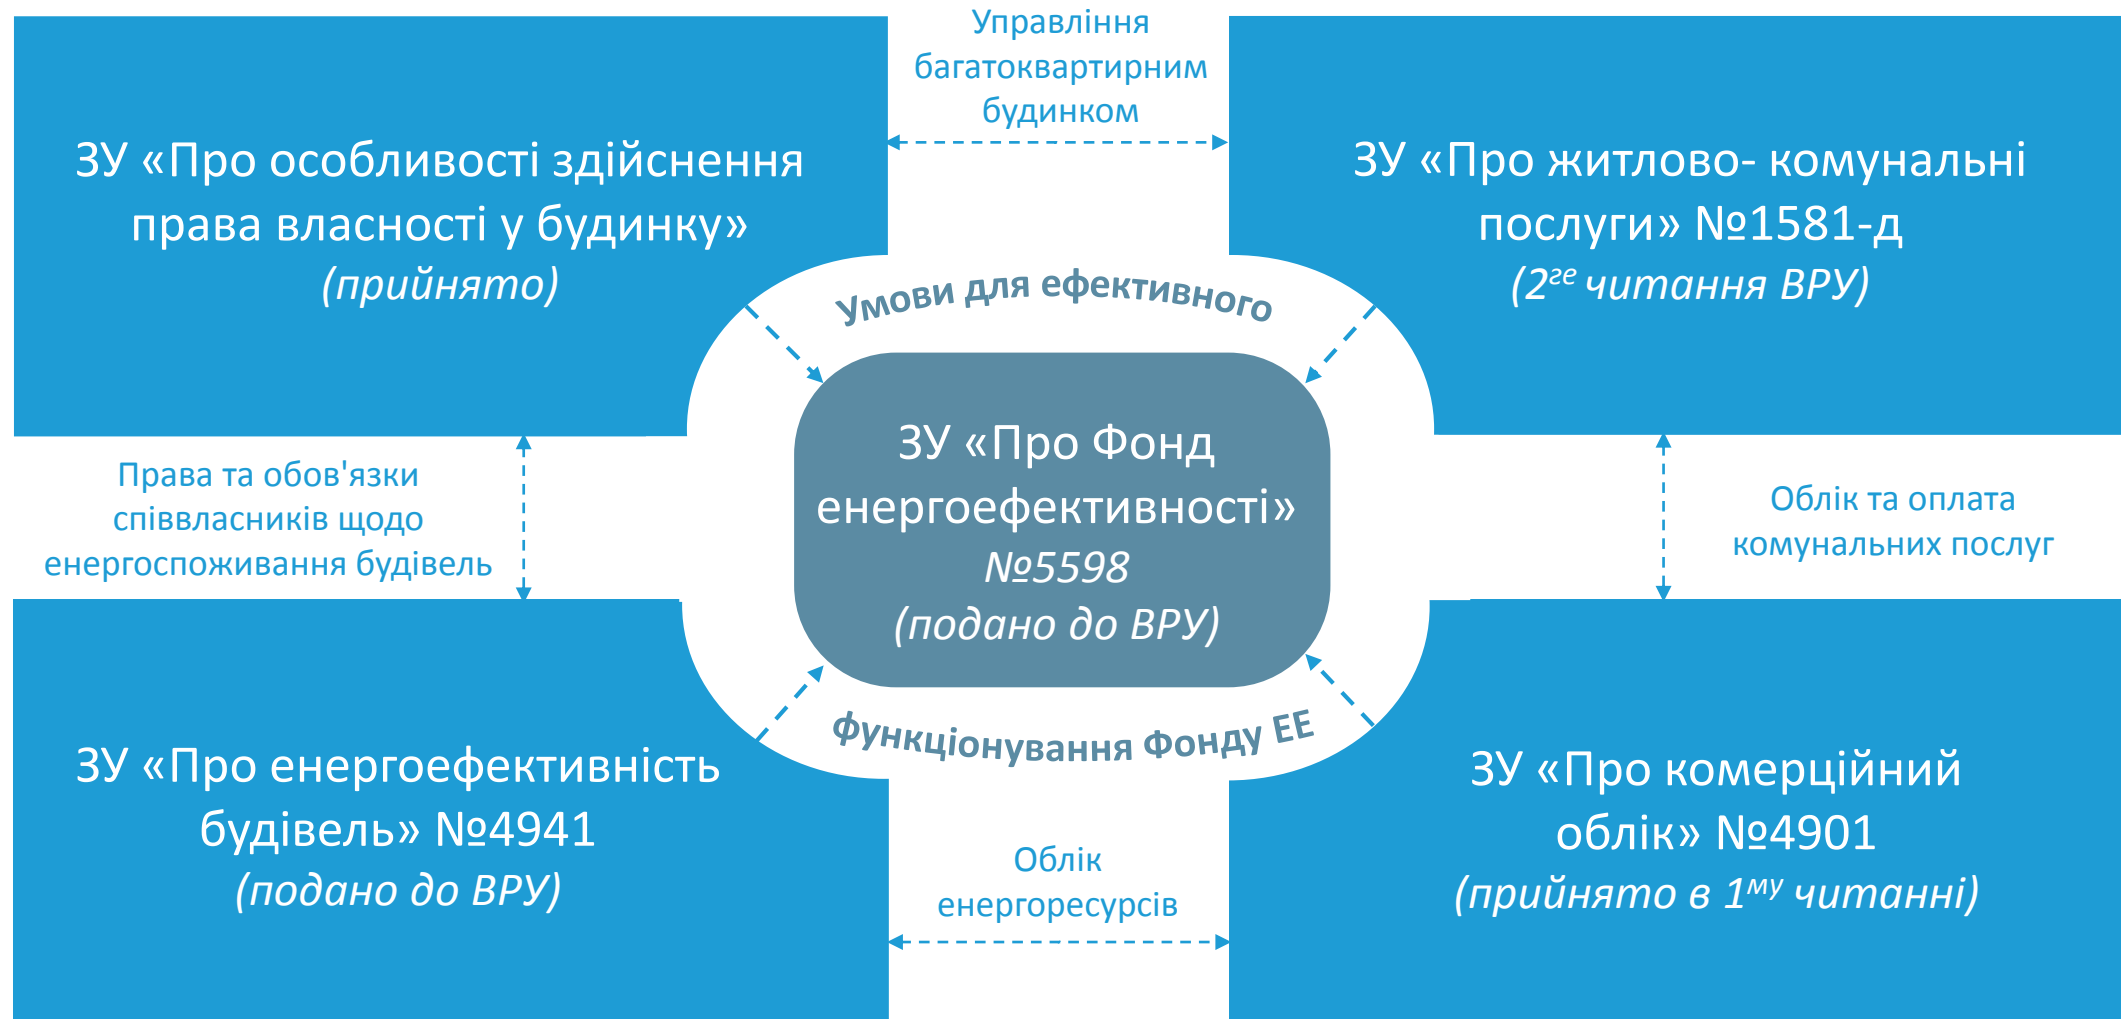 Управління
багатоквартирним
будинком
ЗУ «Про особливості здійснення
права власності у будинку»
(прийнято)
ЗУ «Про житлово- комунальні
послуги» №1581-д
(2ге читання ВРУ)
Умови для ефективного
ЗУ «Про Фонд
енергоефективності»
№5598
(подано до ВРУ)
функціонування Фонду ЕЕ
Права та обов'язки
співвласників щодо
енергоспоживання будівель
Облік та оплата
комунальних послуг
ЗУ «Про енергоефективність
будівель» №4941
(подано до ВРУ)
Облік
енергоресурсів
ЗУ «Про комерційний
облік» №4901
(прийнято в 1му читанні)